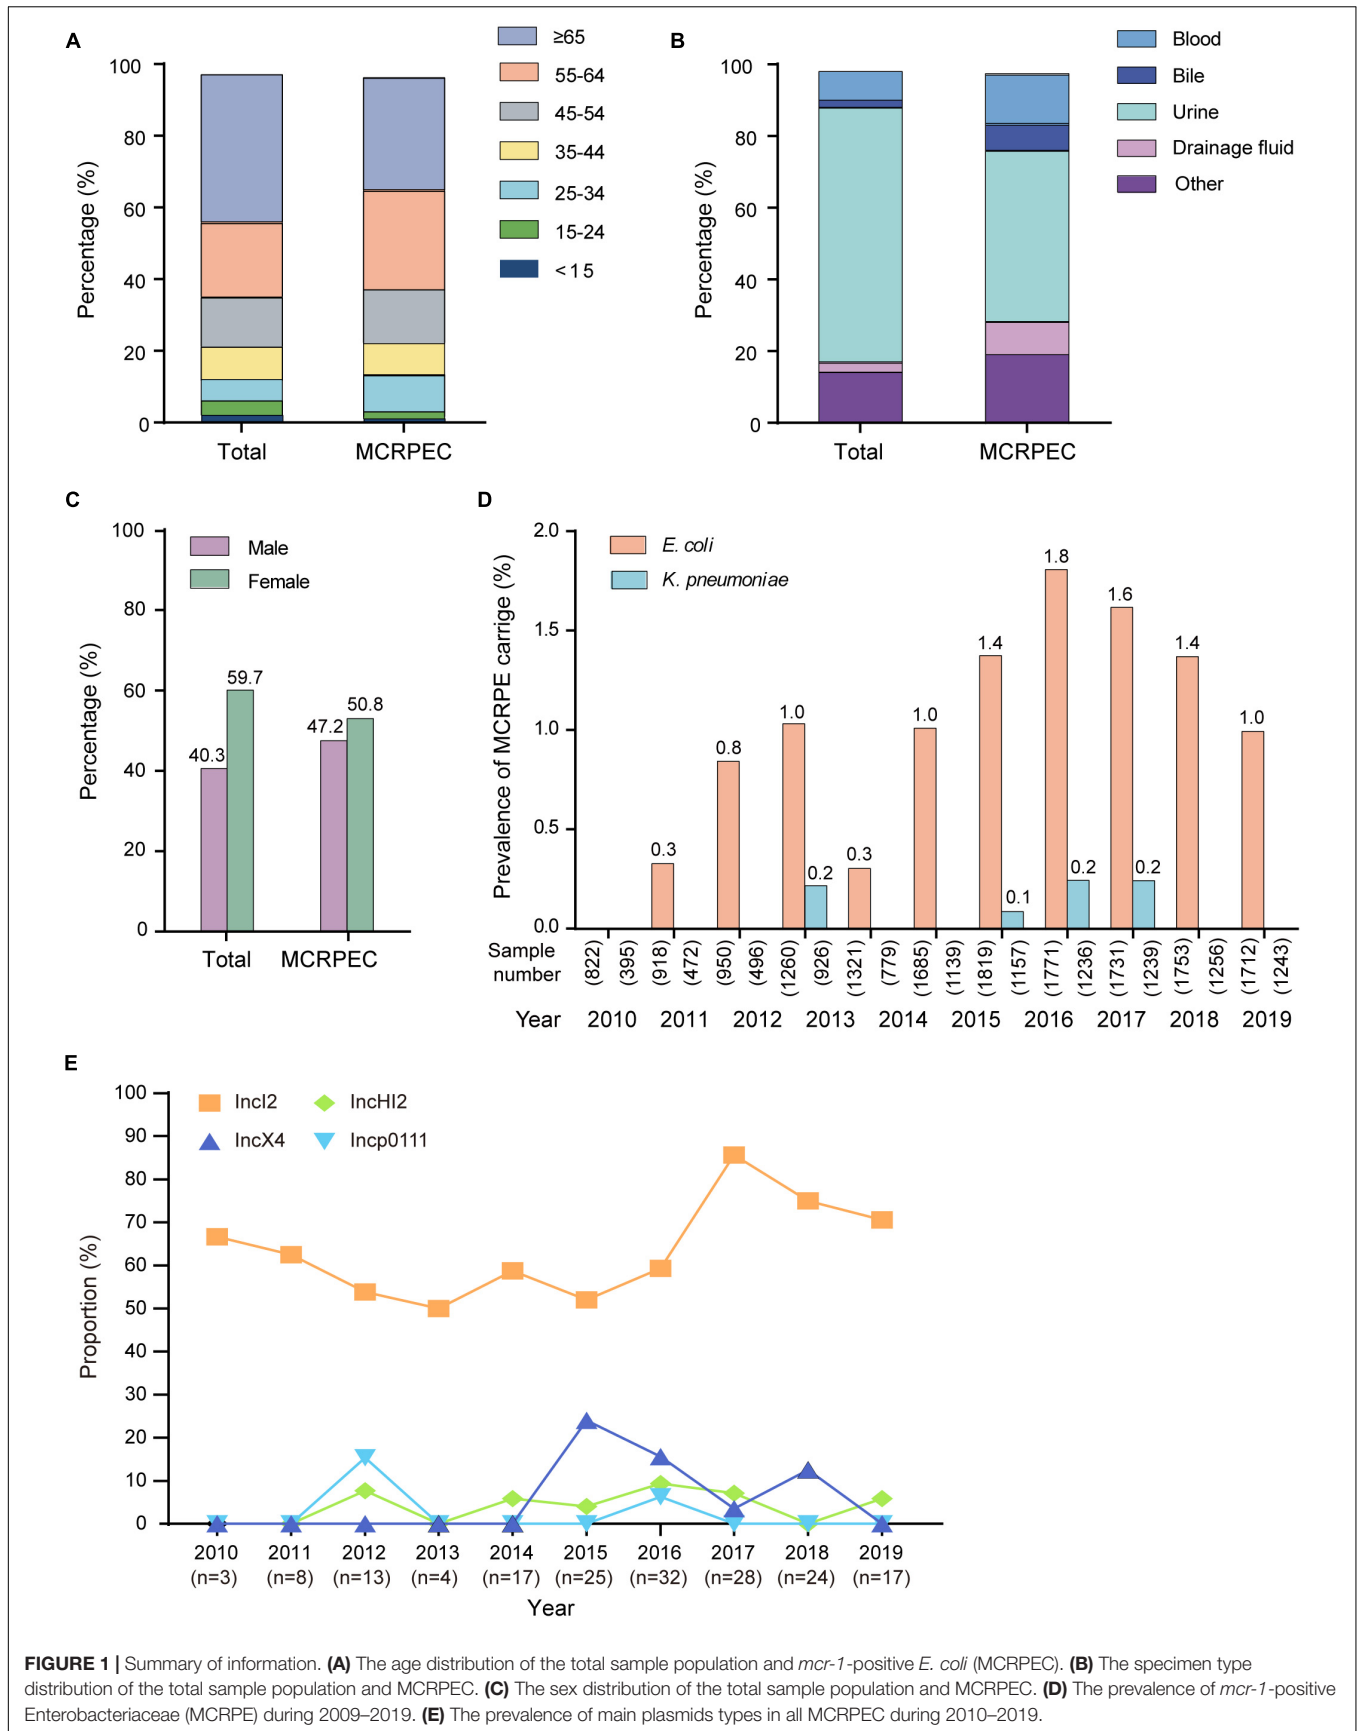 A
100
80
60
40
20
0
Percentage (%)
Total
MCRPEC
≥65
55-64
45-54
35-44
25-34
15-24
<15
B
100
80
60
40
20
0
Percentage (%)
Total
MCRPEC
Blood
Bile
Urine
Drainage fluid
Other
C
100
80
60
40
20
0
Percentage (%)
Male
Female
40.3
59.7
47.2
50.8
Total
MCRPEC
D
2.0
1.5
1.0
0.5
0.0
Prevalence of MCRPE carrige (%)
E. coli
K. pneumoniae
0.3
0.8
1.0
0.2
0.3
1.0
1.4
0.1
1.8
0.2
1.6
0.2
1.4
1.0
Sample
number
(822)
(395)
(918)
(472)
(950)
(496)
(1260)
(926)
(1321)
(779)
(1685)
(1139)
(1819)
(1157)
(1771)
(1236)
(1731)
(1239)
(1753)
(1256)
(1712)
(1243)
Year 2010 2011 2012 2013 2014 2015 2016 2017 2018 2019
E
100
90
80
70
60
50
40
30
20
10
0
Proportion (%)
IncI2
IncHI2
IncX4
Incp0111
2010 2011 2012 2013 2014 2015 2016 2017 2018 2019
(n=3) (n=8) (n=13) (n=4) (n=17) (n=25) (n=32) (n=28) (n=24) (n=17)
Year
FIGURE 1 | Summary of information. (A) The age distribution of the total sample population and mcr-1-positive E. coli (MCRPEC). (B) The specimen type
distribution of the total sample population and MCRPEC. (C) The sex distribution of the total sample population and MCRPEC. (D) The prevalence of mcr-1-positive
Enterobacteriaceae (MCRPE) during 2009–2019. (E) The prevalence of main plasmids types in all MCRPEC during 2010–2019.